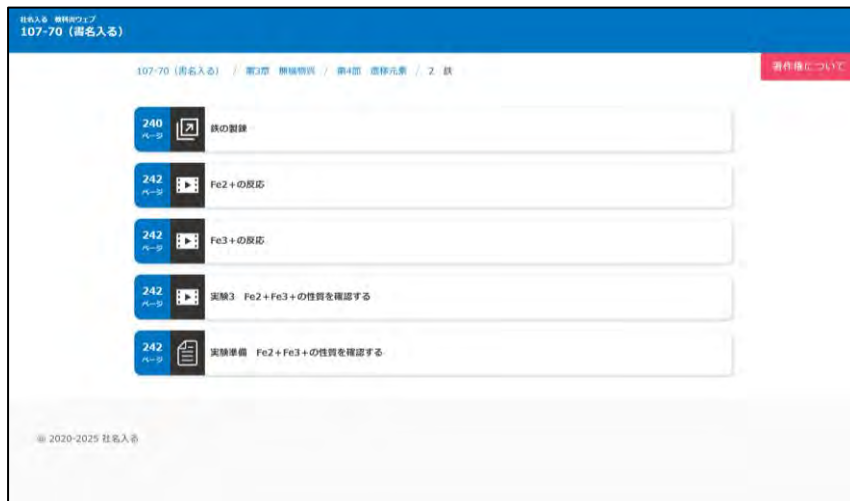 社名入る 教科書ウェブ
107-70（書名入る）
107-70（書名入る） / 第3章 無機物質 / 第4節 遷移元素 / 2 鉄
著作権について
240 ページ 鉄の製錬
242 ページ Fe2+の反応
242 ページ Fe3+の反応
242 ページ 実験3 Fe2+Fe3+の性質を確認する
242 ページ 実験準備 Fe2+Fe3+の性質を確認する
© 2020-2025 社名入る